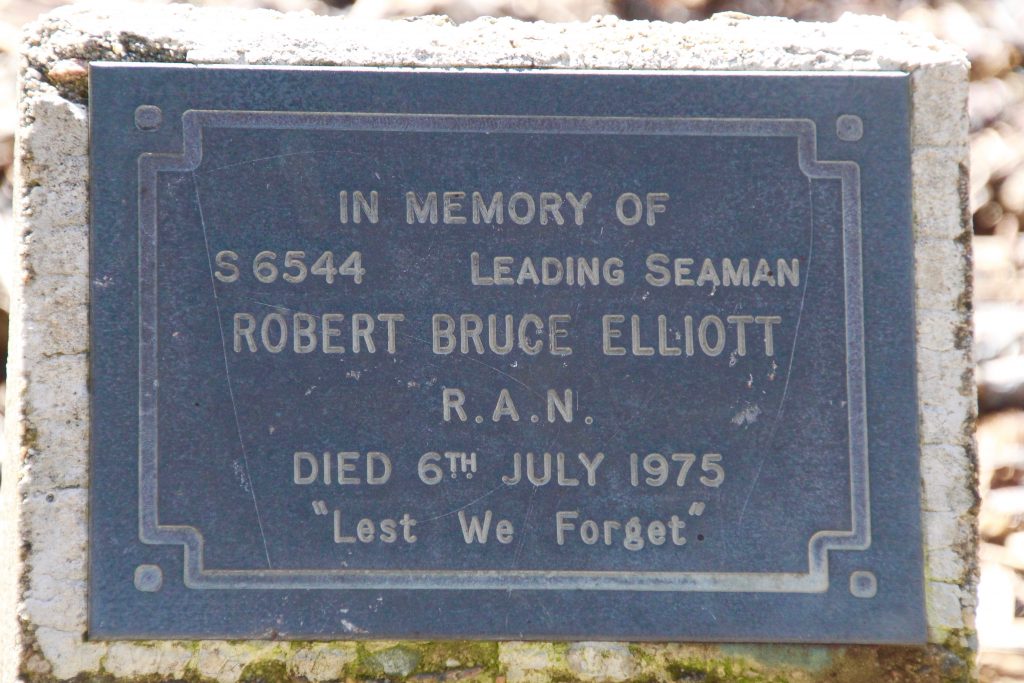 IN MEMORY OF
S 6544 LEADING SEAMAN
ROBERT BRUCE ELLIOTT
R.A.N.
DIED 6TH JULY 1975
"Lest We Forget"